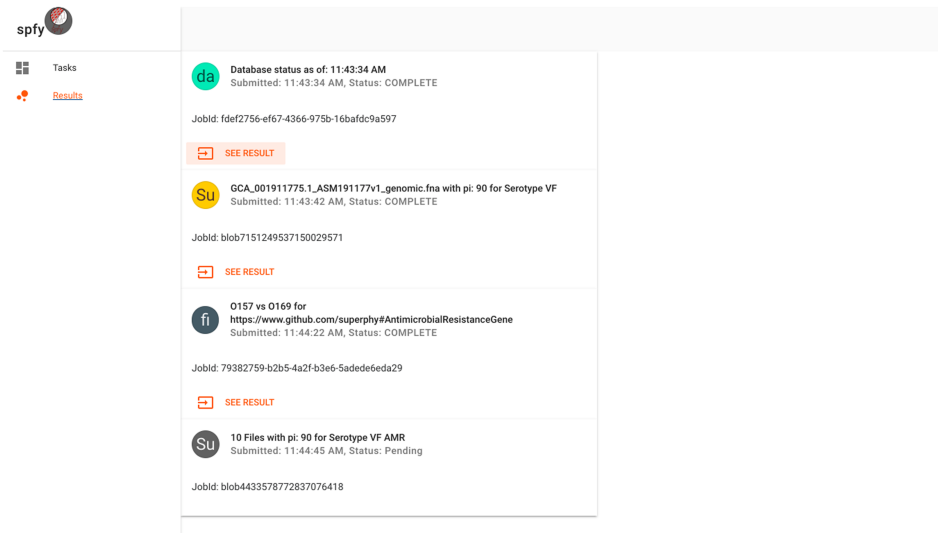 spfy
Tasks
Results
da
Database status as of: 11:43:34 AM
Submitted: 11:43:34 AM, Status: COMPLETE
JobId: fdef2756-ef67-4366-975b-16bafdc9a597
SEE RESULT
Su
GCA_001911775.1_ASM191177v1_genomic.fna with pi: 90 for Serotype VF
Submitted: 11:43:42 AM, Status: COMPLETE
JobId: blob7151249537150029571
SEE RESULT
fi
O157 vs O169 for
https://www.github.com/superphy#AntimicrobialResistanceGene
Submitted: 11:44:22 AM, Status: COMPLETE
JobId: 79382759-b2b5-4a2f-b3e6-5adede6eda29
SEE RESULT
Su
10 Files with pi: 90 for Serotype VF AMR
Submitted: 11:44:45 AM, Status: Pending
JobId: blob4433578772837076418